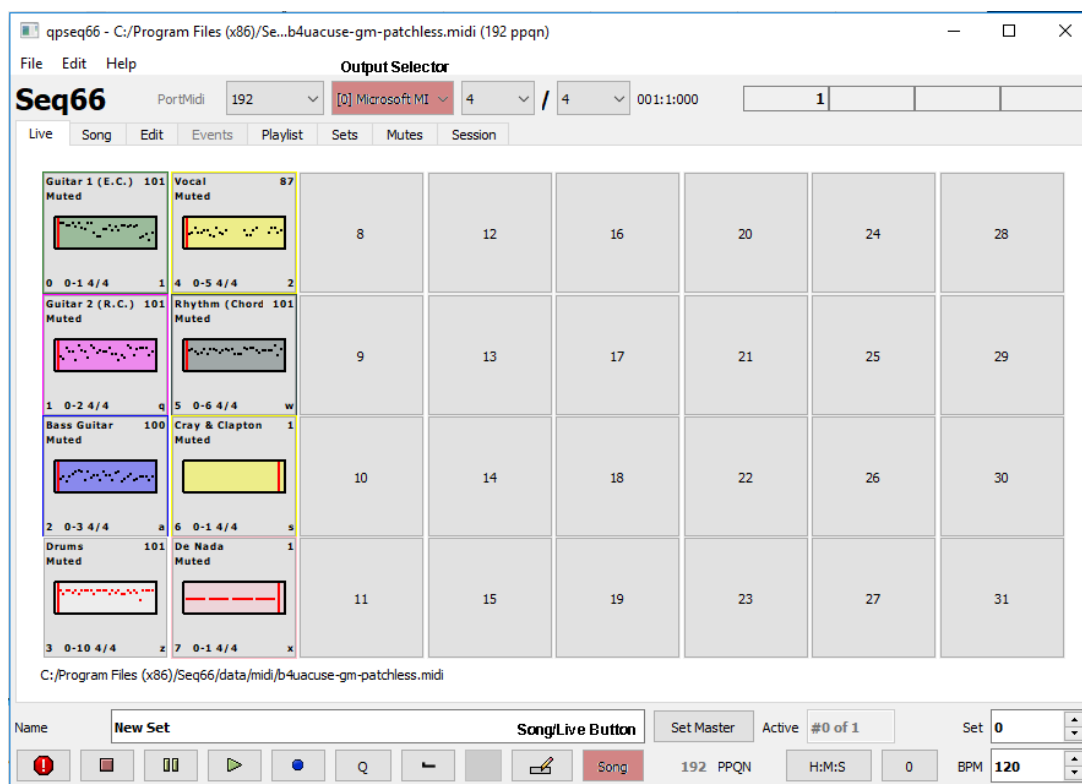 qpseq66 - C:/Program Files (x86)/Se...b4uacuse-gm-patchless.midi (192 ppqn)
File Edit Help
Output Selector
Seq66 PortMidi 192 [0] Microsoft MI 4 / 4 001:1:000 1
Live Song Edit Events Playlist Sets Mutes Session
Guitar 1 (E.C.) 101 Vocal 87
Muted Muted
8 12 16 20 24 28
0 0-1 4/4 1 4 0-5 4/4 2
Guitar 2 (R.C.) 101 Rhythm (Chord 101
Muted Muted
9 13 17 21 25 29
1 0-2 4/4 q 5 0-6 4/4 w
Bass Guitar 100 Cray & Clapton 1
Muted Muted
10 14 18 22 26 30
2 0-3 4/4 a 6 0-1 4/4 s
Drums 101 De Nada 1
Muted Muted
11 15 19 23 27 31
3 0-10 4/4 z 7 0-1 4/4 x
C:/Program Files (x86)/Seq66/data/midi/b4uacuse-gm-patchless.midi
Name New Set Song/Live Button Set Master Active #0 of 1 Set 0
Q Song 192 PPQN H:M:S 0 BPM 120